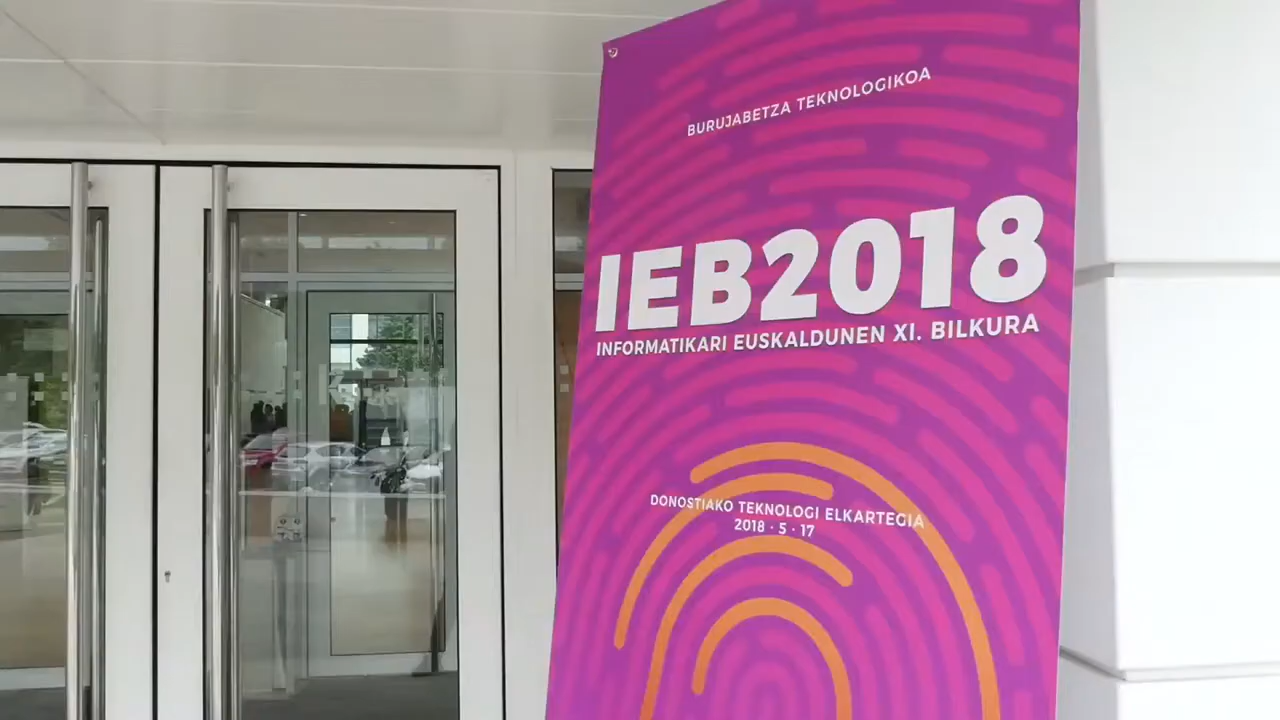 BURUJABETZA TEKNOLOGIKOA
IEB2018
INFORMATIKARI EUSKALDUNEN XI. BILKURA
DONOSTIAKO TEKNOLOGI ELKARTEGIA
2018 · 5 · 17